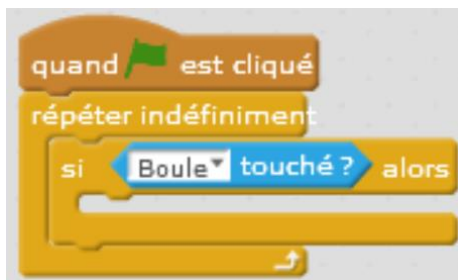 quand est cliqué
répéter indéfiniment
si Boule touché ? alors